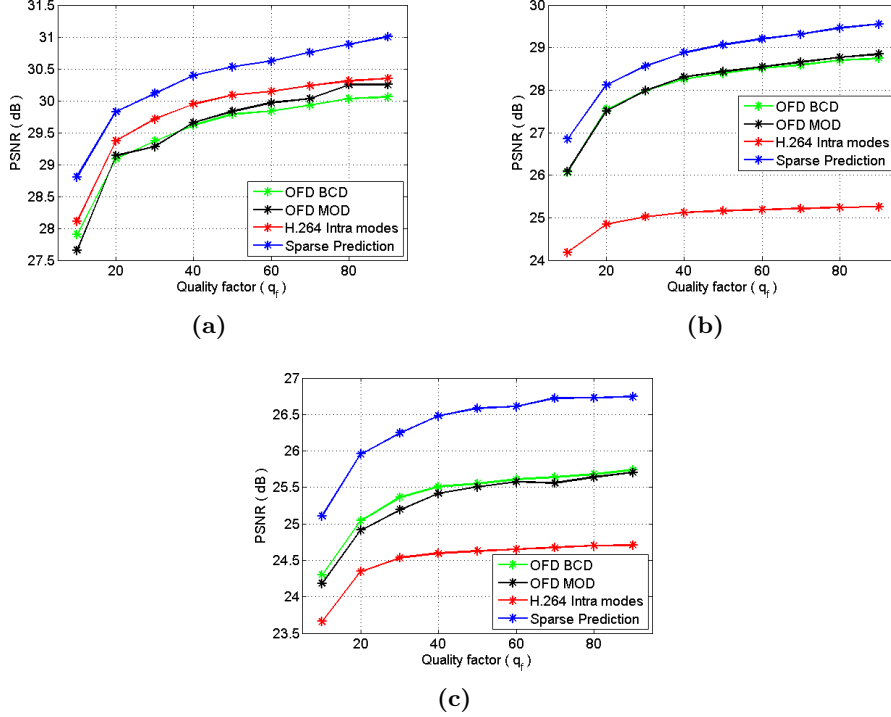 31.5
31
30.5
30
29.5
29
28.5
28
27.5
PSNR ( dB )
20
40
60
80
Quality factor ( q_f )
OFD BCD
OFD MOD
H.264 Intra modes
Sparse Prediction
(a)
30
29
28
27
26
25
24
PSNR ( dB )
20
40
60
80
Quality factor ( q_f )
OFD BCD
OFD MOD
H.264 Intra modes
Sparse Prediction
(b)
27
26.5
26
25.5
25
24.5
24
23.5
PSNR ( dB )
20
40
60
80
Quality factor ( q_f )
OFD BCD
OFD MOD
H.264 Intra modes
Sparse Prediction
(c)